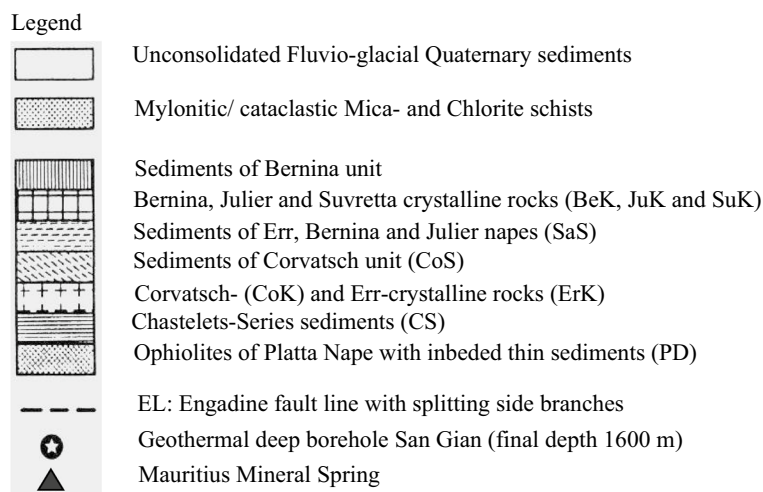 Legend
Unconsolidated Fluvio-glacial Quaternary sediments
Mylonitic/ cataclastic Mica- and Chlorite schists
Sediments of Bernina unit
Bernina, Julier and Suvretta crystalline rocks (BeK, JuK and SuK)
Sediments of Err, Bernina and Julier napes (SaS)
Sediments of Corvatsch unit (CoS)
Corvatsch- (CoK) and Err-crystalline rocks (ErK)
Chastelets-Series sediments (CS)
Ophiolites of Platta Nape with inbeded thin sediments (PD)
EL: Engadine fault line with splitting side branches
Geothermal deep borehole San Gian (final depth 1600 m)
Mauritius Mineral Spring